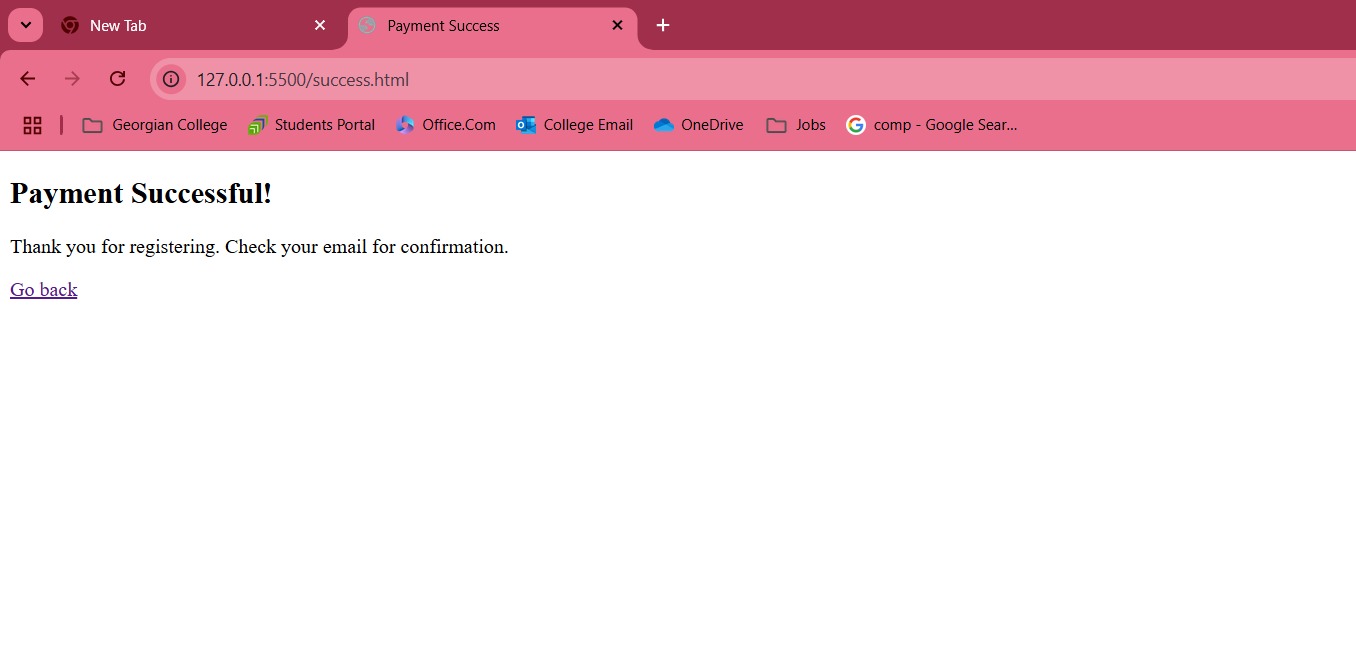 New Tab
Payment Success
127.0.0.1:5500/success.html
Georgian College
Students Portal
Office.Com
College Email
OneDrive
Jobs
comp - Google Sear...
Payment Successful!
Thank you for registering. Check your email for confirmation.
Go back